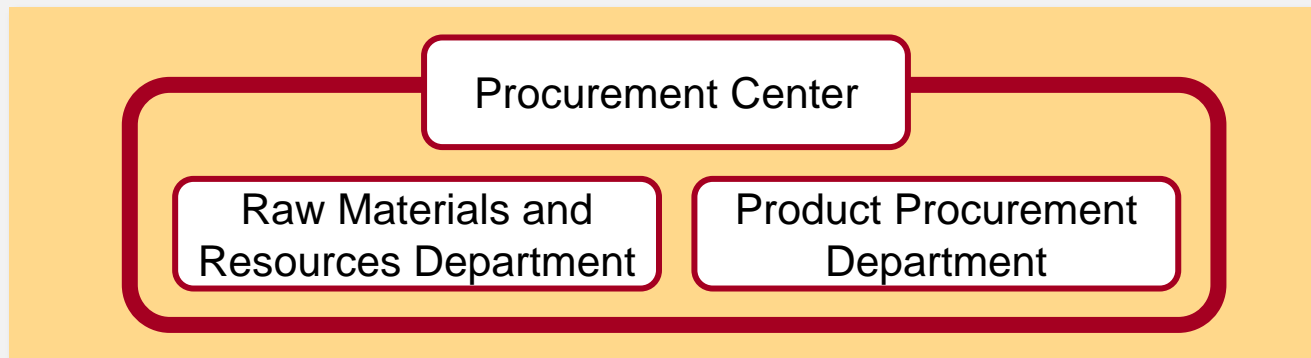 Procurement Center
Raw Materials and
Resources Department
Product Procurement
Department